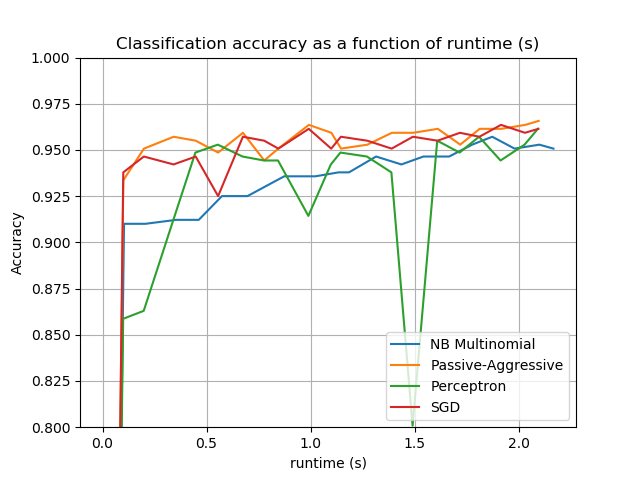 Classification accuracy as a function of runtime (s)
1.000
0.975
0.950
0.925
0.900
0.875
0.850
0.825
0.800
Accuracy
NB Multinomial
Passive-Aggressive
Perceptron
SGD
0.0 0.5 1.0 1.5 2.0
runtime (s)